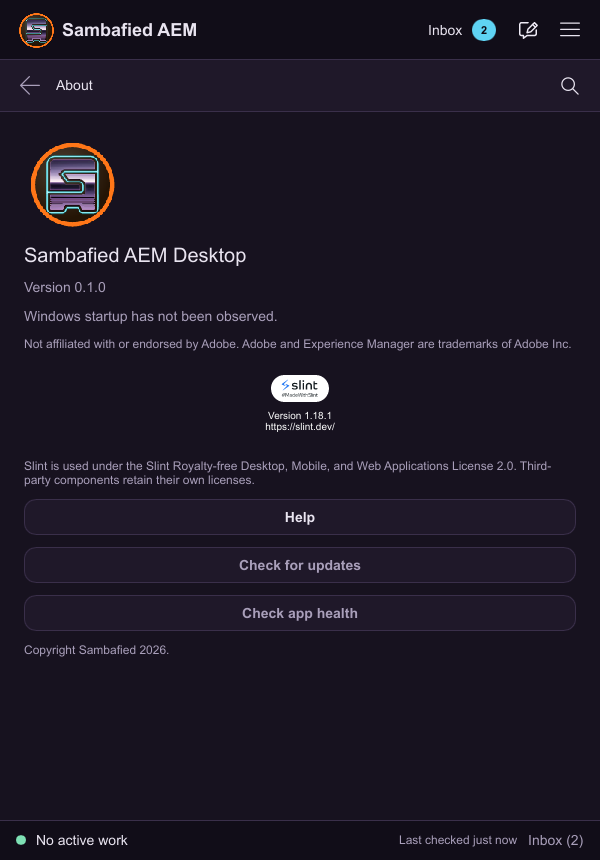 Sambafied AEM
Inbox 2
About
Sambafied AEM Desktop
Version 0.1.0
Windows startup has not been observed.
Not affiliated with or endorsed by Adobe. Adobe and Experience Manager are trademarks of Adobe Inc.
slint
#MadeWithSlint
Version 1.18.1
https://slint.dev/
Slint is used under the Slint Royalty-free Desktop, Mobile, and Web Applications License 2.0. Third-
party components retain their own licenses.
Help
Check for updates
Check app health
Copyright Sambafied 2026.
No active work
Last checked just now
Inbox (2)